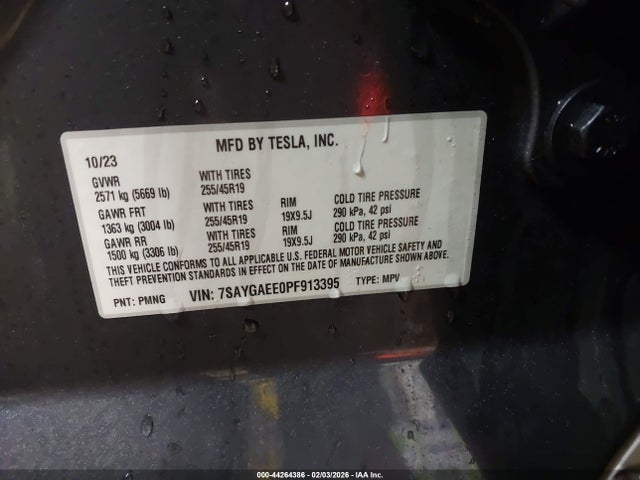 MFD BY TESLA, INC.
10/23
GVWR WITH TIRES
2571 kg (5669 lb) 255/45R19
GAWR FRT WITH TIRES RIM COLD TIRE PRESSURE
1363 kg (3004 lb) 255/45R19 19X9.5J 290 kPa, 42 psi
GAWR RR WITH TIRES RIM COLD TIRE PRESSURE
1500 kg (3306 lb) 255/45R19 19X9.5J 290 kPa, 42 psi
THIS VEHICLE CONFORMS TO ALL APPLICABLE U.S. FEDERAL MOTOR VEHICLE SAFETY AND
THEFT PREVENTION STANDARDS IN EFFECT ON THE DATE OF MANUFACTURE SHOWN ABOVE.
PNT: PMNG VIN: 7SAYGAEE0PF913395 TYPE: MPV
000-44264386 - 02/03/2026 - IAA Inc.